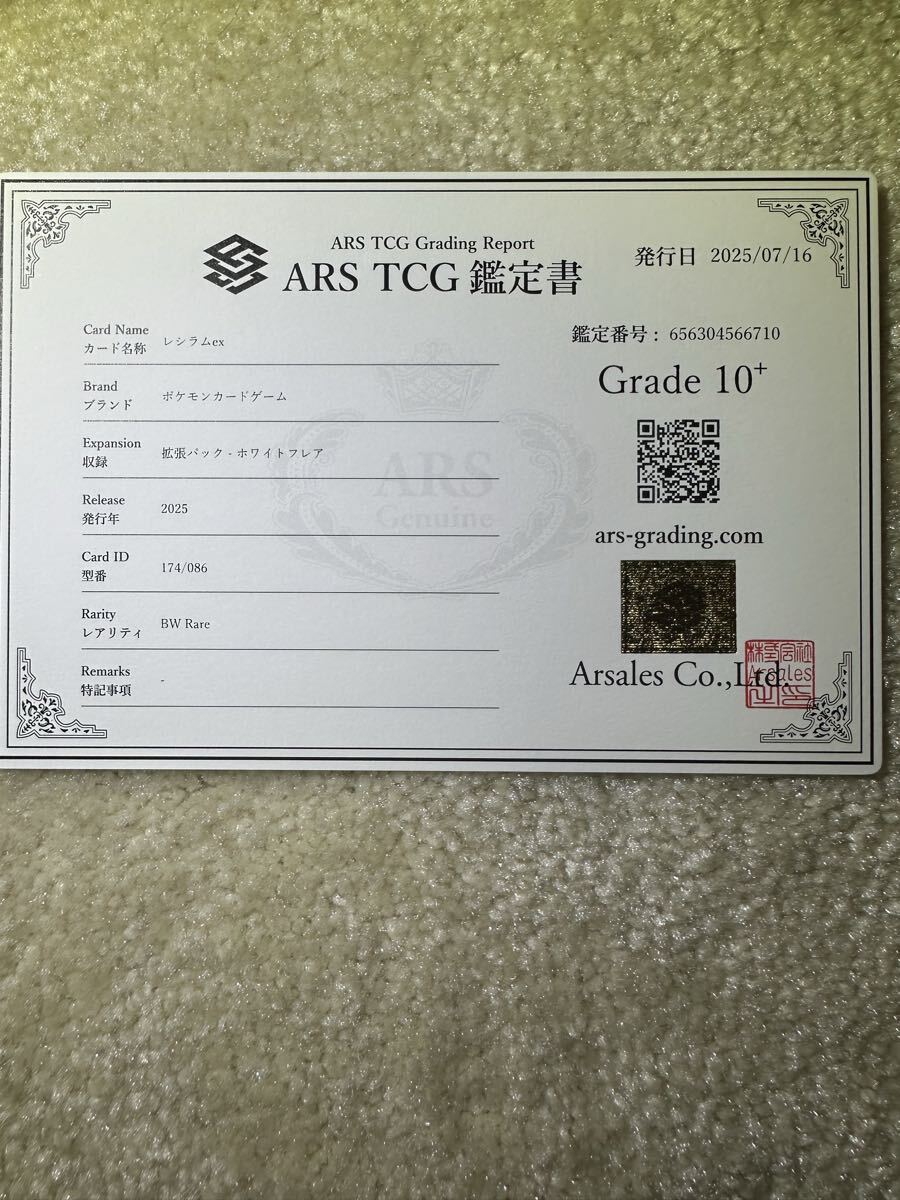 ARS TCG Grading Report
ARS TCG 鑑定書
発行日 2025/07/16
Card Name
カード名称
レシラムex
Brand
ブランド
ポケモンカードゲーム
Expansion
収録
拡張パック - ホワイトフレア
Release
発行年
2025
Card ID
型番
174/086
Rarity
レアリティ
BW Rare
Remarks
特記事項
-
ARS
Genuine
鑑定番号 : 656304566710
Grade 10+
ars-grading.com
Arsales Co.,Ltd.
株式会社
Arsales